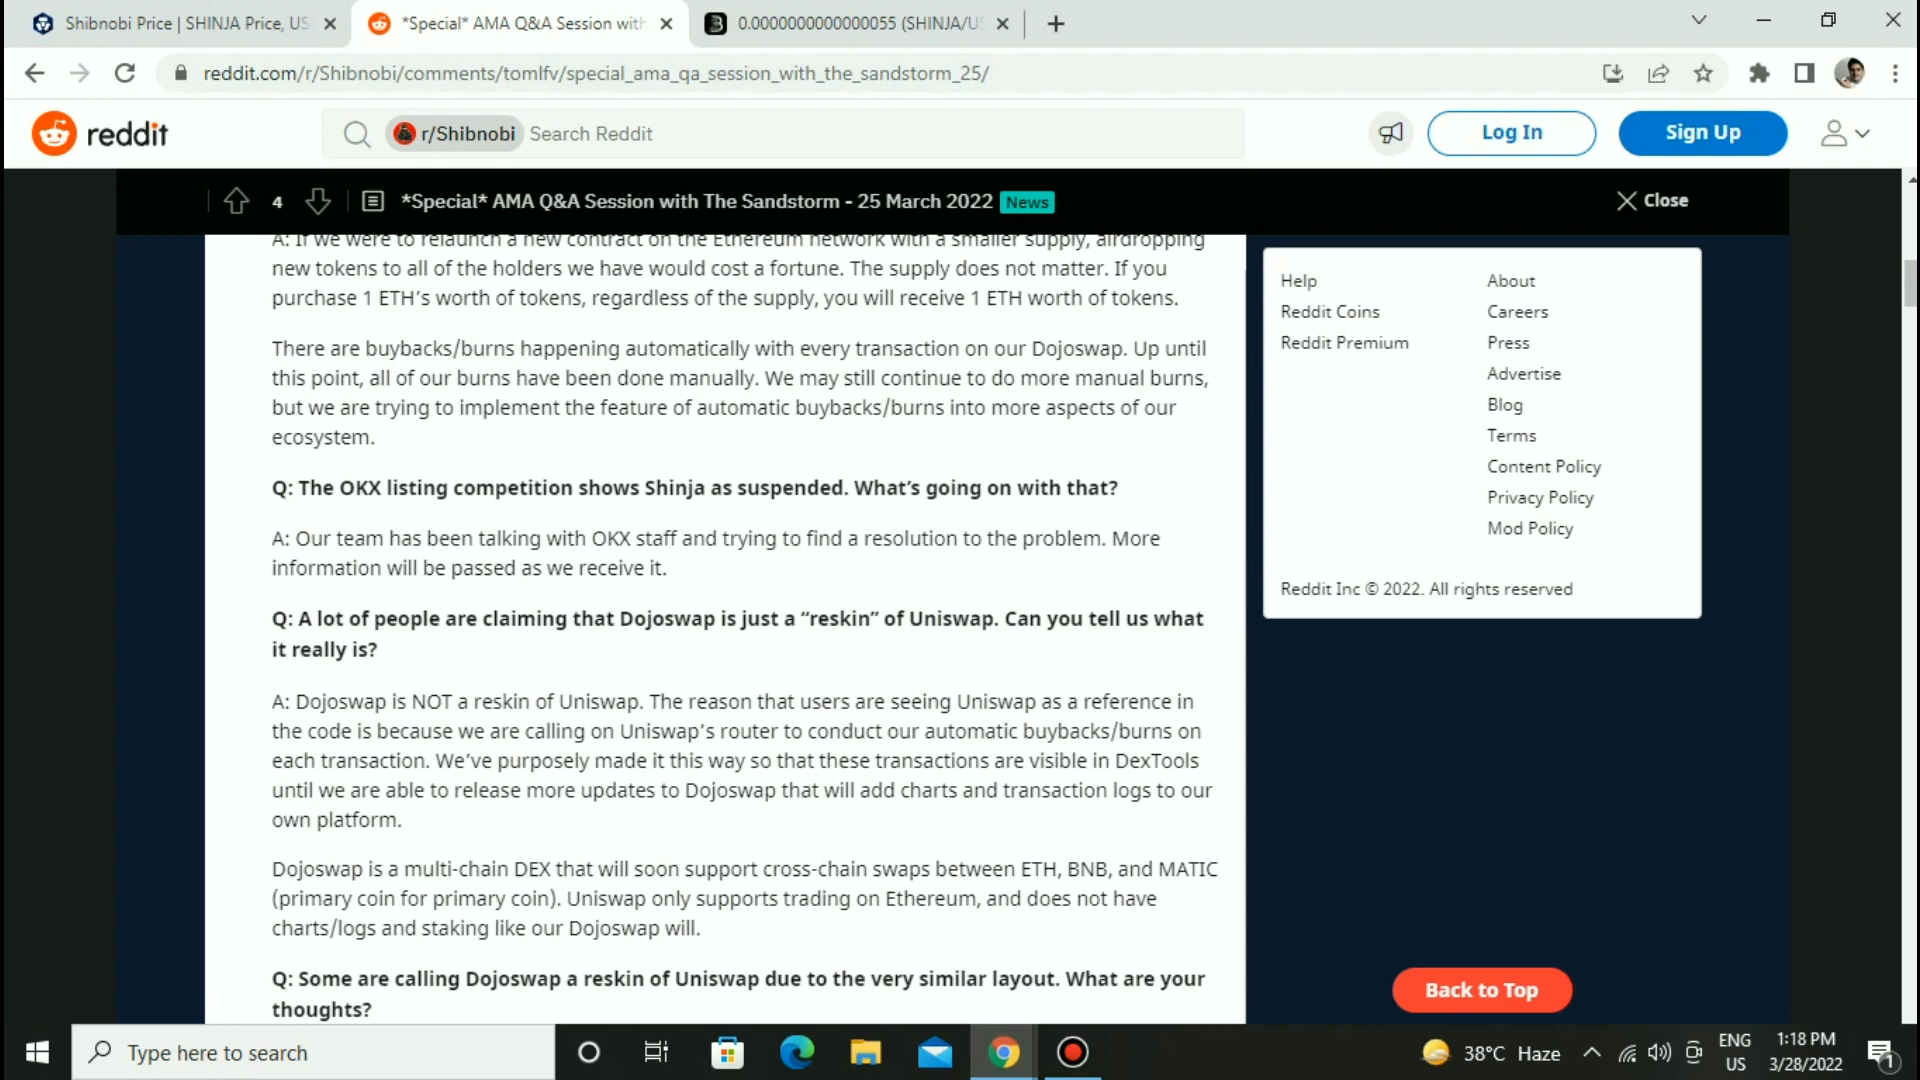 Shibnobi Price | SHINJA Price, US
*Special* AMA Q&A Session with
0.0000000000000055 (SHINJA/US
reddit.com/r/Shibnobi/comments/tomlfv/special_ama_qa_session_with_the_sandstorm_25/
reddit
r/Shibnobi Search Reddit
Log In
Sign Up
4
*Special* AMA Q&A Session with The Sandstorm - 25 March 2022 News
Close
A: If we were to relaunch a new contract on the Ethereum network with a smaller supply, airdropping
new tokens to all of the holders we have would cost a fortune. The supply does not matter. If you
purchase 1 ETH’s worth of tokens, regardless of the supply, you will receive 1 ETH worth of tokens.
There are buybacks/burns happening automatically with every transaction on our Dojoswap. Up until
this point, all of our burns have been done manually. We may still continue to do more manual burns,
but we are trying to implement the feature of automatic buybacks/burns into more aspects of our
ecosystem.
Q: The OKX listing competition shows Shinja as suspended. What’s going on with that?
A: Our team has been talking with OKX staff and trying to find a resolution to the problem. More
information will be passed as we receive it.
Q: A lot of people are claiming that Dojoswap is just a “reskin” of Uniswap. Can you tell us what
it really is?
A: Dojoswap is NOT a reskin of Uniswap. The reason that users are seeing Uniswap as a reference in
the code is because we are calling on Uniswap’s router to conduct our automatic buybacks/burns on
each transaction. We’ve purposely made it this way so that these transactions are visible in DexTools
until we are able to release more updates to Dojoswap that will add charts and transaction logs to our
own platform.
Dojoswap is a multi-chain DEX that will soon support cross-chain swaps between ETH, BNB, and MATIC
(primary coin for primary coin). Uniswap only supports trading on Ethereum, and does not have
charts/logs and staking like our Dojoswap will.
Q: Some are calling Dojoswap a reskin of Uniswap due to the very similar layout. What are your
thoughts?
Help
Reddit Coins
Reddit Premium
About
Careers
Press
Advertise
Blog
Terms
Content Policy
Privacy Policy
Mod Policy
Reddit Inc © 2022. All rights reserved
Back to Top
Type here to search
38°C Haze
ENG
US
1:18 PM
3/28/2022
1